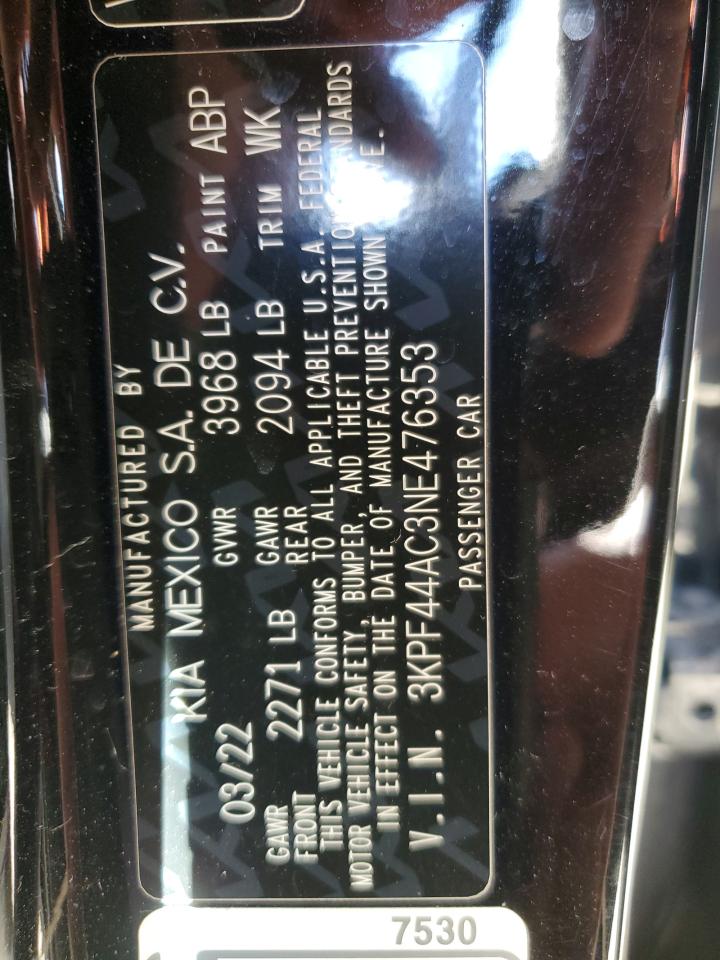 MANUFACTURED BY
KIA MEXICO S.A. DE C.V.
03/22 GVWR 3968 LB PAINT ABP
GAWR FRONT 2271 LB GAWR REAR 2094 LB TRIM WK
THIS VEHICLE CONFORMS TO ALL APPLICABLE U.S.A. FEDERAL
MOTOR VEHICLE SAFETY, BUMPER, AND THEFT PREVENTION STANDARDS
IN EFFECT ON THE DATE OF MANUFACTURE SHOWN
V.I.N. 3KPF44AC3NE476353
PASSENGER CAR
7530